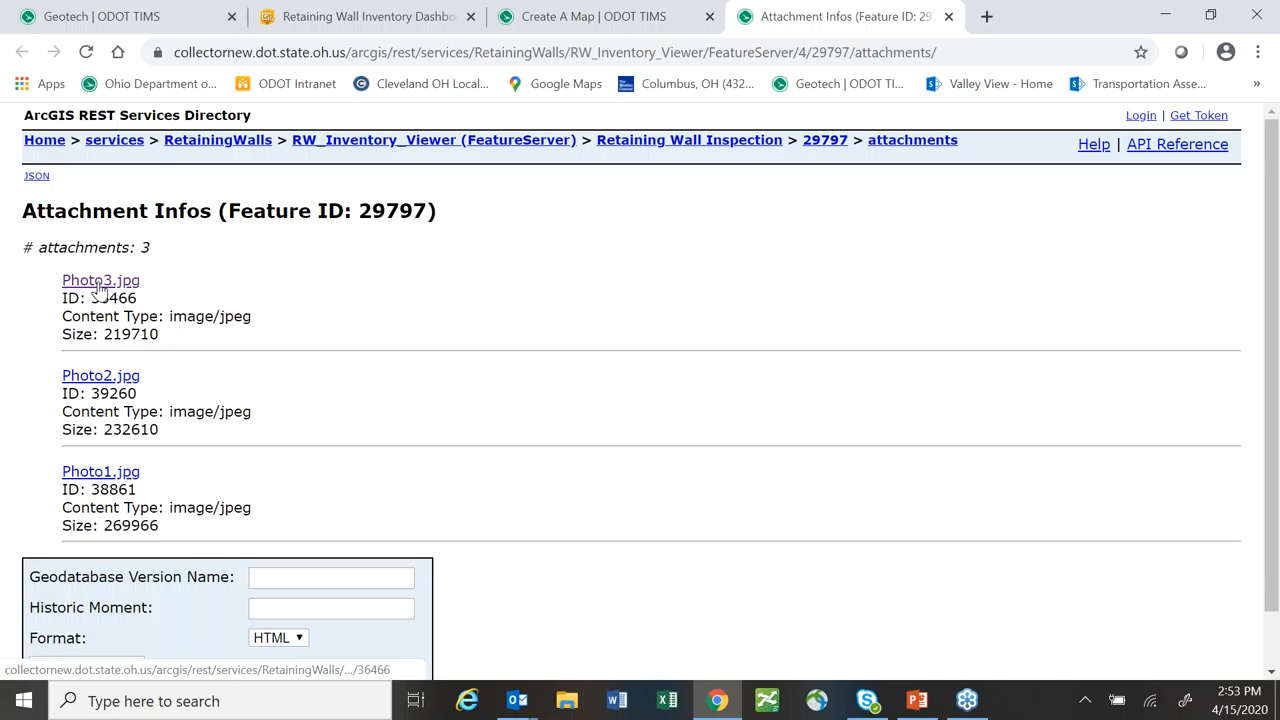 Geotech | ODOT TIMS
Retaining Wall Inventory Dashbo
Create A Map | ODOT TIMS
Attachment Infos (Feature ID: 297
collectornew.dot.state.oh.us/arcgis/rest/services/RetainingWalls/RW_Inventory_Viewer/FeatureServer/4/29797/attachments/
Apps Ohio Department o... ODOT Intranet Cleveland OH Local... Google Maps Columbus, OH (432... Geotech | ODOT TI... Valley View - Home Transportation Asse... »
ArcGIS REST Services Directory
Login | Get Token
Home > services > RetainingWalls > RW_Inventory_Viewer (FeatureServer) > Retaining Wall Inspection > 29797 > attachments
Help | API Reference
JSON
Attachment Infos (Feature ID: 29797)
# attachments: 3
Photo3.jpg
ID: 36466
Content Type: image/jpeg
Size: 219710
Photo2.jpg
ID: 39260
Content Type: image/jpeg
Size: 232610
Photo1.jpg
ID: 38861
Content Type: image/jpeg
Size: 269966
Geodatabase Version Name:
Historic Moment:
Format: HTML
collectornew.dot.state.oh.us/arcgis/rest/services/RetainingWalls/.../36466
Type here to search
2:53 PM
4/15/2020